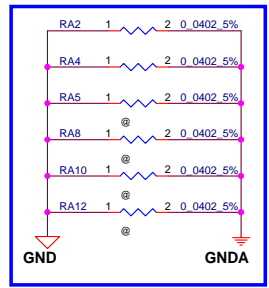 RA2 1 2 0_0402_5%
RA4 1 2 0_0402_5%
RA5 1 2 0_0402_5%
@
RA8 1 2 0_0402_5%
@
RA10 1 2 0_0402_5%
@
RA12 1 2 0_0402_5%
@
GND GNDA